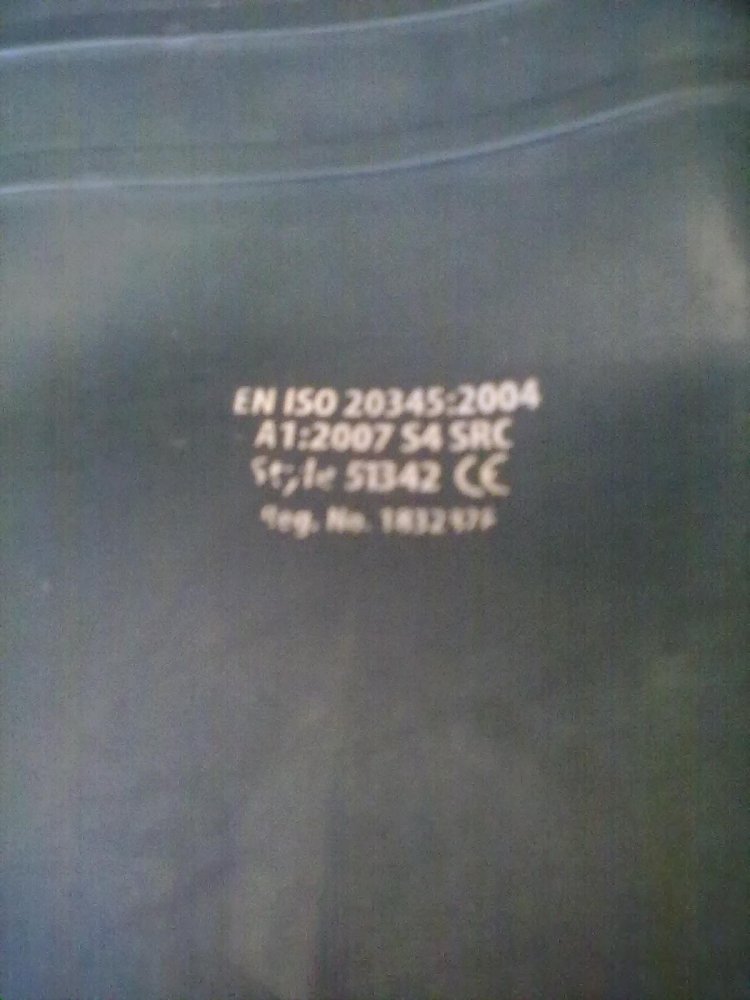 EN ISO 20345:2004
A1:2007 S4 SRC
Style 51342 CE
Reg. No.